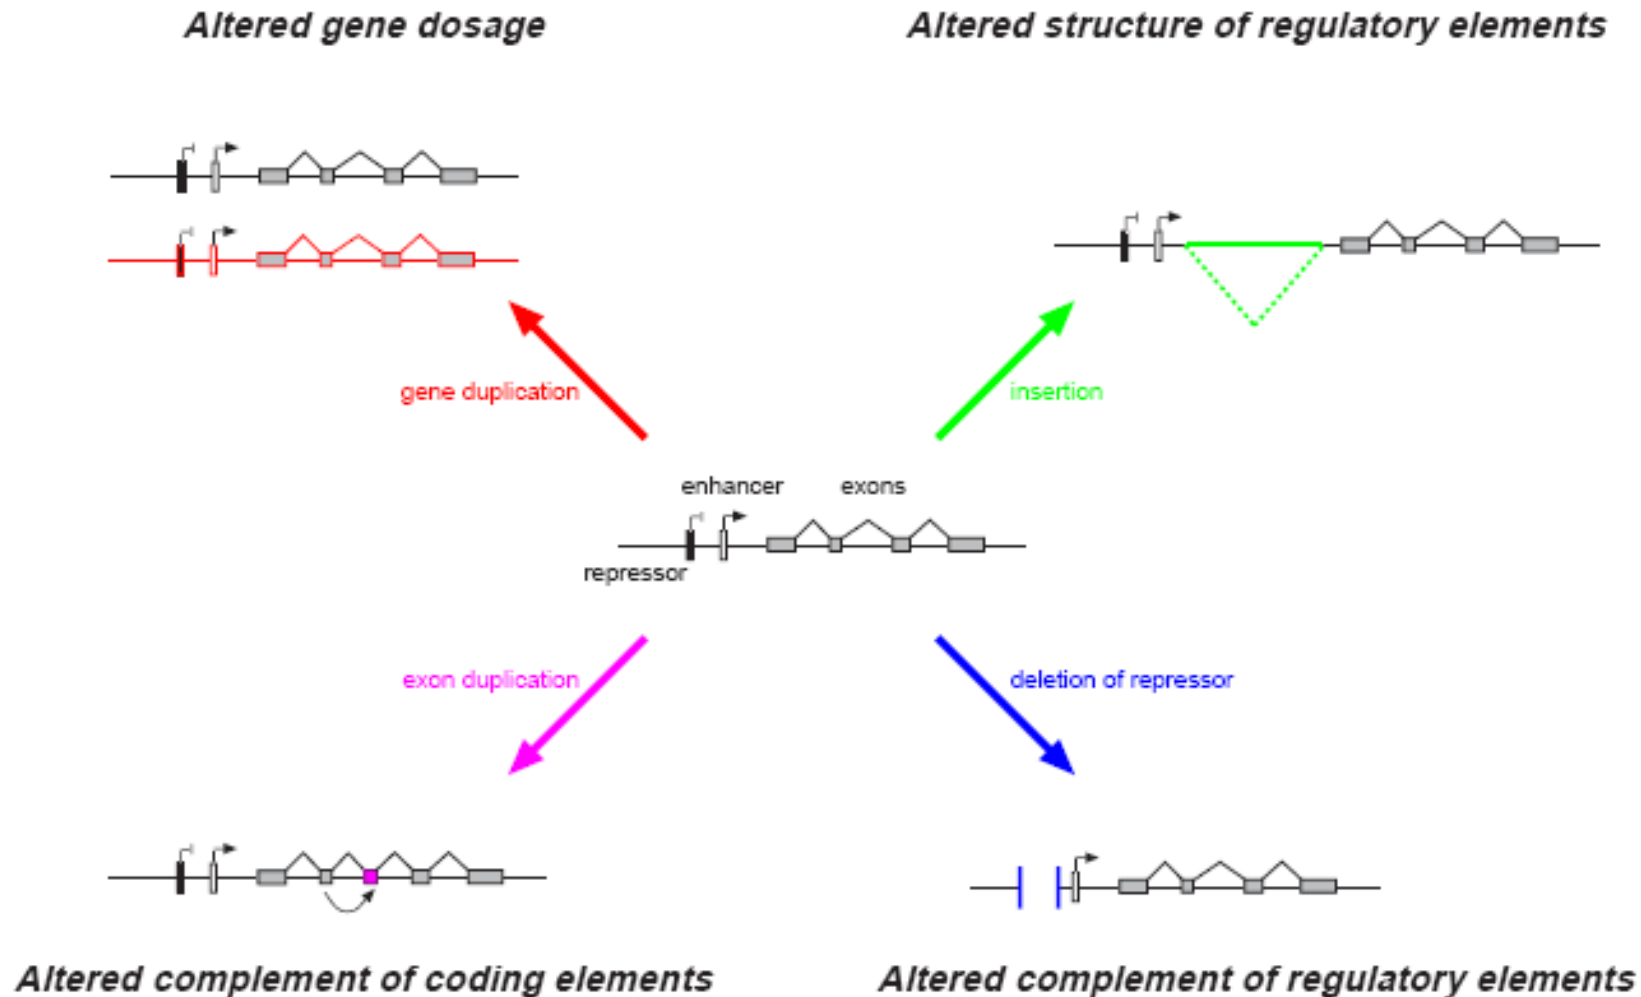 Altered gene dosage
Altered structure of regulatory elements
gene duplication
insertion
enhancer
exons
repressor
exon duplication
deletion of repressor
Altered complement of coding elements
Altered complement of regulatory elements